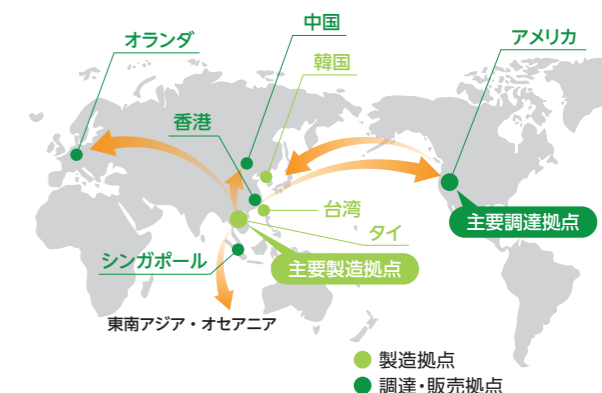 中国
オランダ
アメリカ
韓国
香港
台湾
主要調達拠点
タイ
シンガポール
主要製造拠点
東南アジア・オセアニア
製造拠点
調達・販売拠点